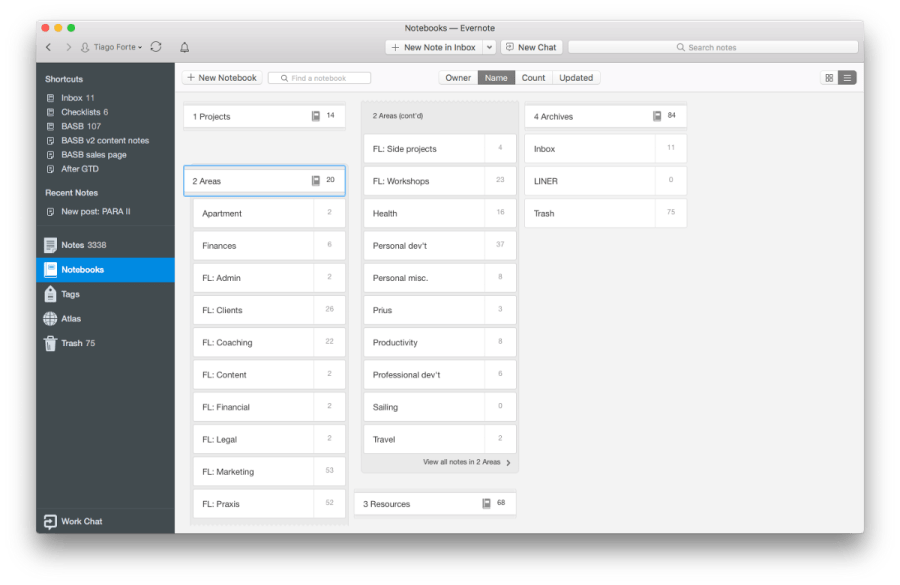 Notebooks — Evernote
Tiago Forte
+ New Note in Inbox
New Chat
Search notes
Shortcuts
Inbox 11
Checklists 6
BASB 107
BASB v2 content notes
BASB sales page
After GTD
Recent Notes
New post: PARA II
Notes 3338
Notebooks
Tags
Atlas
Trash 75
Work Chat
+ New Notebook
Find a notebook
Owner
Name
Count
Updated
1 Projects 14
2 Areas 20
Apartment 2
Finances 6
FL: Admin 2
FL: Clients 26
FL: Coaching 22
FL: Content 2
FL: Financial 2
FL: Legal 2
FL: Marketing 53
FL: Praxis 52
2 Areas (cont'd)
FL: Side projects 4
FL: Workshops 23
Health 16
Personal dev't 37
Personal misc. 8
Prius 3
Productivity 8
Professional dev't 6
Sailing 0
Travel 2
View all notes in 2 Areas
3 Resources 68
4 Archives 84
Inbox 11
LINER 0
Trash 75